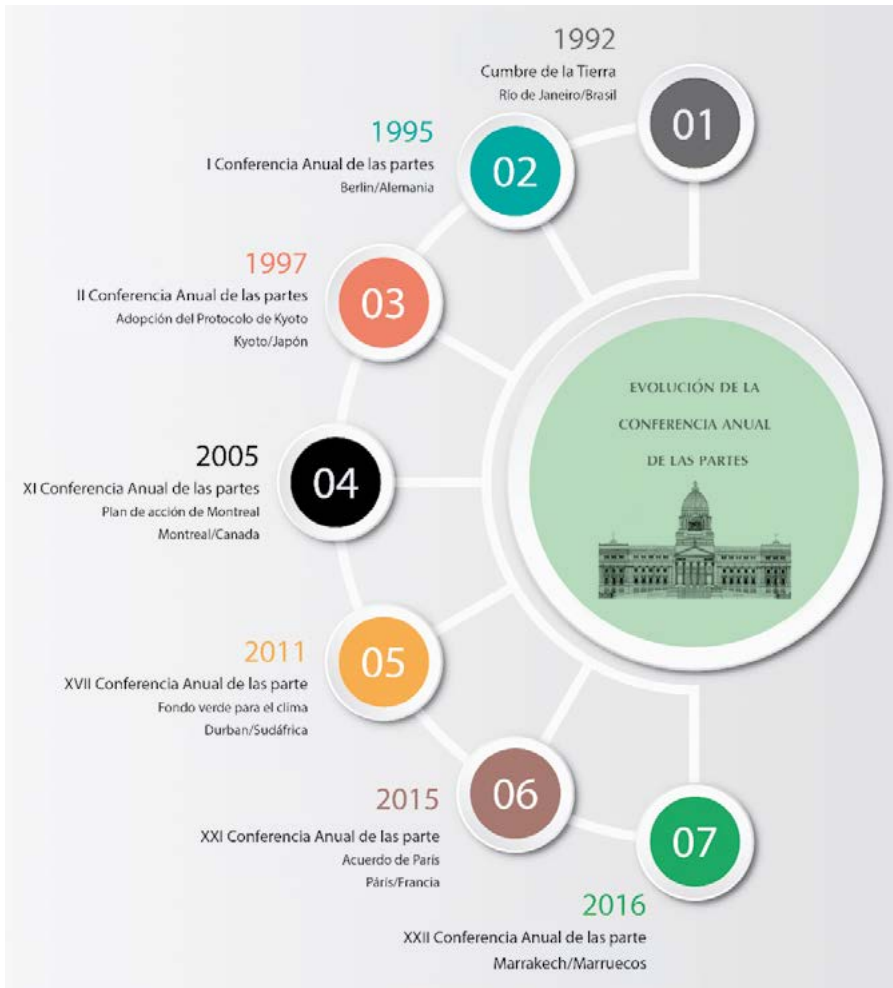 1992
Cumbre de la Tierra
Río de Janeiro/Brasil
01
1995
I Conferencia Anual de las partes
Berlin/Alemania
02
1997
II Conferencia Anual de las partes
Adopción del Protocolo de Kyoto
Kyoto/Japón
03
EVOLUCIÓN DE LA
CONFERENCIA ANUAL
DE LAS PARTES
2005
XI Conferencia Anual de las partes
Plan de acción de Montreal
Montreal/Canada
04
2011
XVII Conferencia Anual de las parte
Fondo verde para el clima
Durban/Sudáfrica
05
2015
XXI Conferencia Anual de las parte
Acuerdo de París
Páris/Francia
06
07
2016
XXII Conferencia Anual de las parte
Marrakech/Marruecos